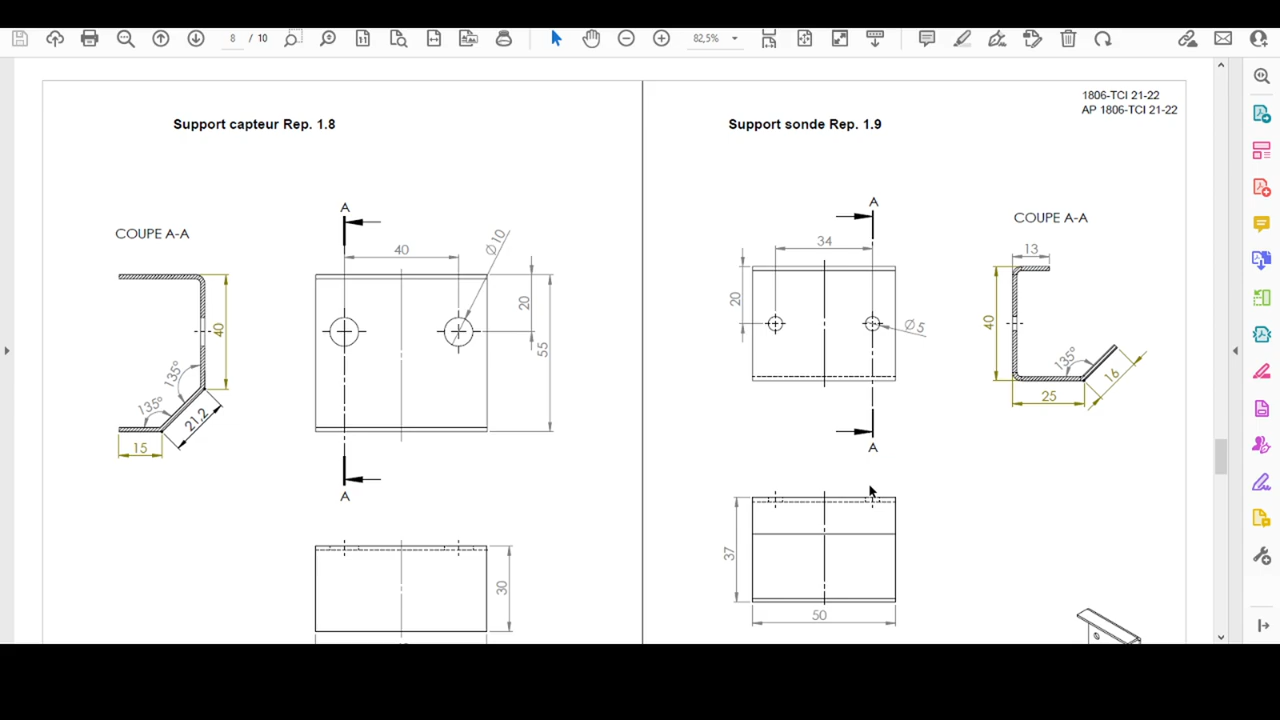 8 / 10
82,5%
1806-TCI 21-22
AP 1806-TCI 21-22
Support capteur Rep. 1.8
Support sonde Rep. 1.9
COUPE A-A
A
40
Ø10
20
55
40
135°
135°
21,2
15
A
30
A
34
20
Ø5
A
COUPE A-A
13
40
135°
16
25
37
50